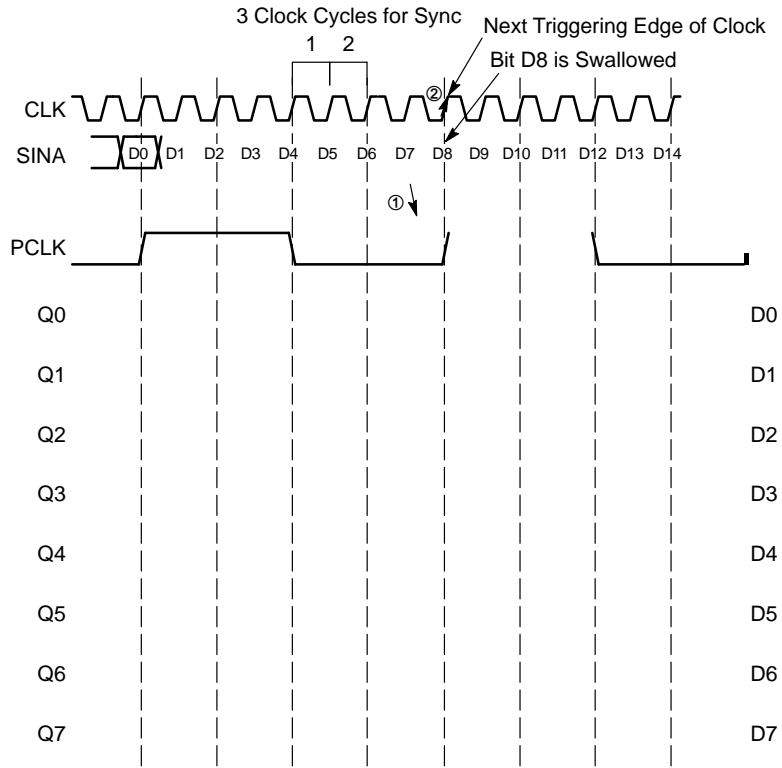 3 Clock Cycles for Sync
1 2
Next Triggering Edge of Clock
Bit D8 is Swallowed
②
CLK
SINA D0 D1 D2 D3 D4 D5 D6 D7 D8 D9 D10 D11 D12 D13 D14
①
PCLK
Q0 D0
Q1 D1
Q2 D2
Q3 D3
Q4 D4
Q5 D5
Q6 D6
Q7 D7